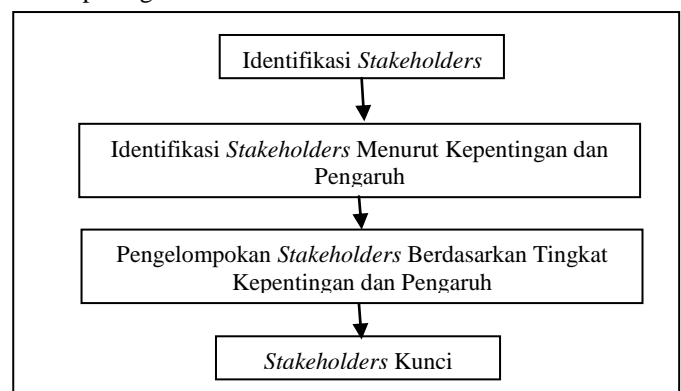 Identifikasi Stakeholders
Identifikasi Stakeholders Menurut Kepentingan dan
Pengaruh
Pengelompokan Stakeholders Berdasarkan Tingkat
Kepentingan dan Pengaruh
Stakeholders Kunci